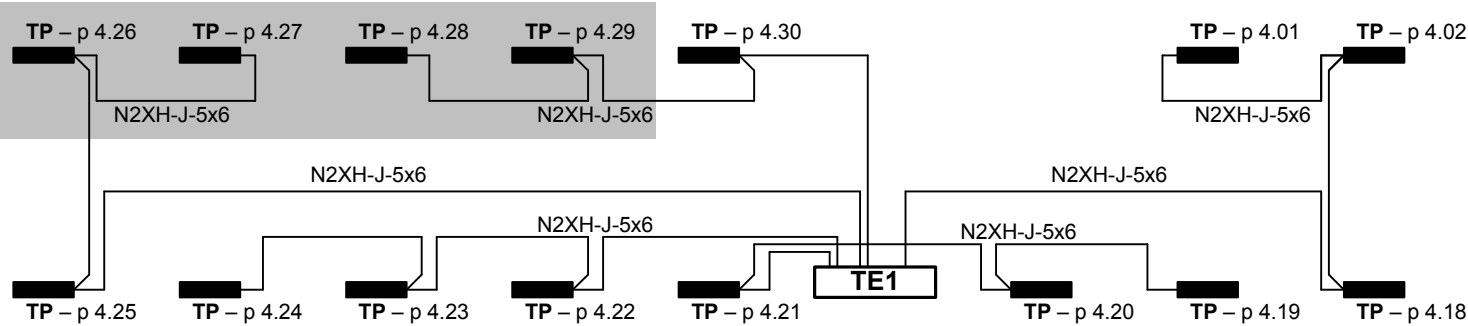 TP – p 4.26
TP – p 4.27
TP – p 4.28
TP – p 4.29
TP – p 4.30
TP – p 4.01
TP – p 4.02
N2XH-J-5x6
N2XH-J-5x6
N2XH-J-5x6
N2XH-J-5x6
N2XH-J-5x6
N2XH-J-5x6
N2XH-J-5x6
TE1
TP – p 4.25
TP – p 4.24
TP – p 4.23
TP – p 4.22
TP – p 4.21
TP – p 4.20
TP – p 4.19
TP – p 4.18